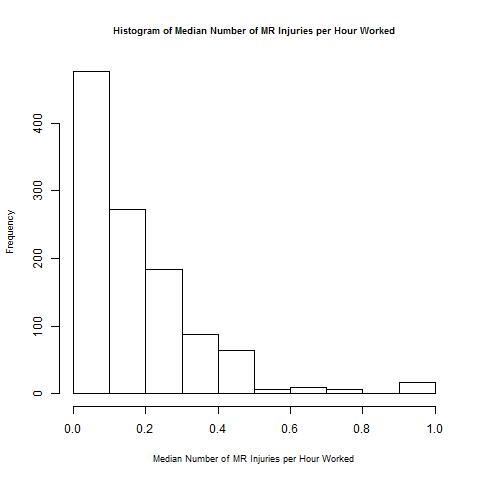 Histogram of Median Number of MR Injuries per Hour Worked
Frequency
400
300
200
100
0
0.0 0.2 0.4 0.6 0.8 1.0
Median Number of MR Injuries per Hour Worked